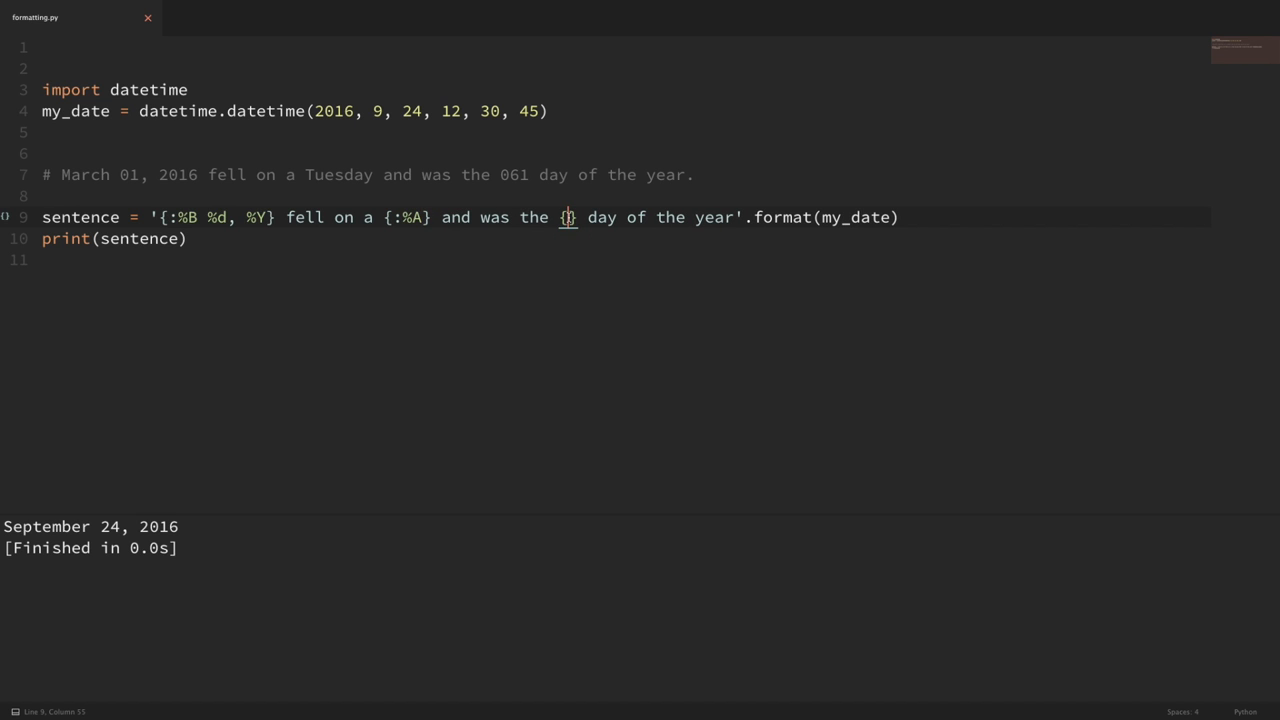 formatting.py
1
2
3 import datetime
4 my_date = datetime.datetime(2016, 9, 24, 12, 30, 45)
5
6
7 # March 01, 2016 fell on a Tuesday and was the 061 day of the year.
8
{} 9 sentence = '{:%B %d, %Y} fell on a {:%A} and was the {} day of the year'.format(my_date)
10 print(sentence)
11
September 24, 2016
[Finished in 0.0s]
Line 9, Column 55 Spaces: 4 Python